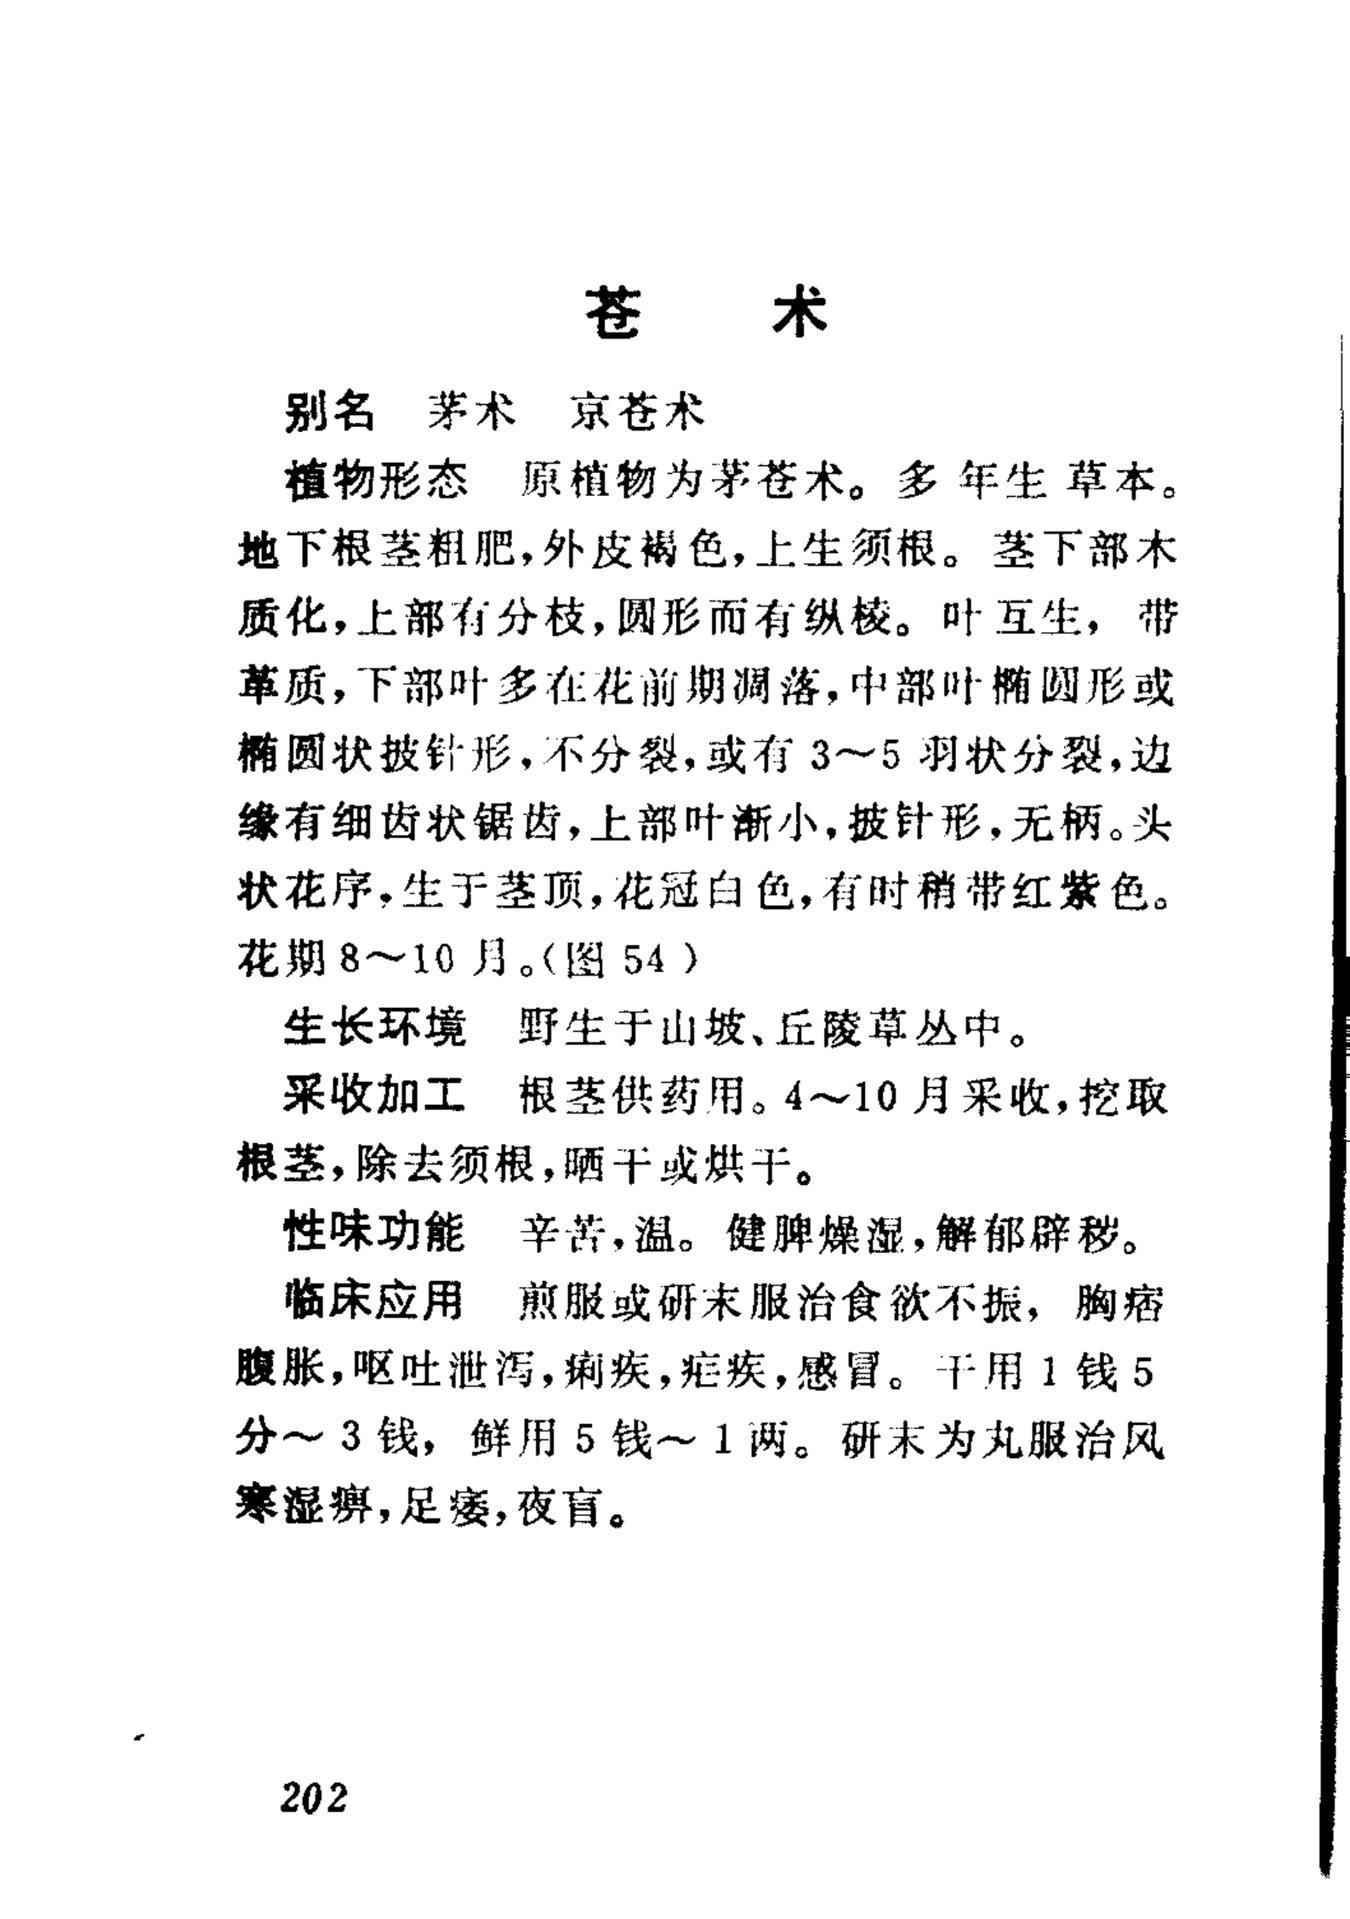 苍　术
别名　茅术　京苍术
植物形态　原植物为茅苍术。多年生草本。
地下根茎粗肥，外皮褐色，上生须根。茎下部木
质化，上部有分枝，圆形而有纵棱。叶互生，带
革质，下部叶多在花前期凋落，中部叶椭圆形或
椭圆状披针形，不分裂，或有3～5羽状分裂，边
缘有细齿状锯齿，上部叶渐小，披针形，无柄。头
状花序，生于茎顶，花冠白色，有时稍带红紫色。
花期8～10月。（图54）
生长环境　野生于山坡、丘陵草丛中。
采收加工　根茎供药用。4～10月采收，挖取
根茎，除去须根，晒干或烘干。
性味功能　辛苦，温。健脾燥湿，解郁辟秽。
临床应用　煎服或研末服治食欲不振，胸痞
腹胀，呕吐泄泻，痢疾，疟疾，感冒。干用1钱5
分～3钱，鲜用5钱～1两。研末为丸服治风
寒湿痹，足痿，夜盲。
202